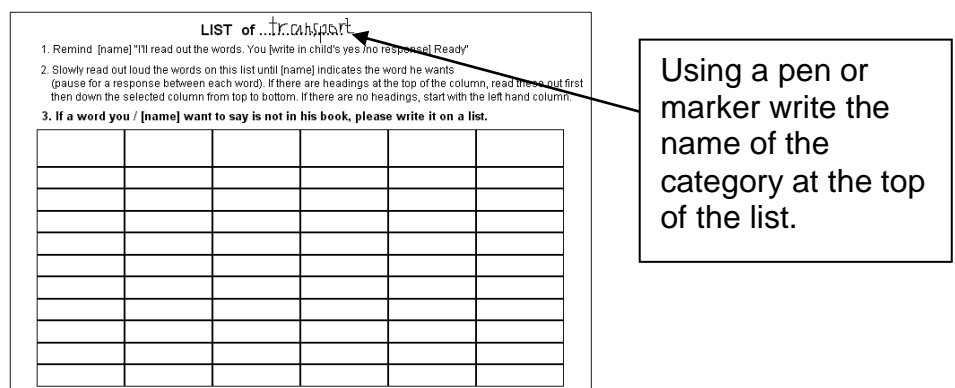 LIST of ...transport
1. Remind [name] "I'll read out the words. You [write in child's yes /no response] Ready"
2. Slowly read out loud the words on this list until [name] indicates the word he wants
(pause for a response between each word). If there are headings at the top of the column, read these out first
then down the selected column from top to bottom. If there are no headings, start with the left hand column.
3. If a word you / [name] want to say is not in his book, please write it on a list.
Using a pen or
marker write the
name of the
category at the top
of the list.